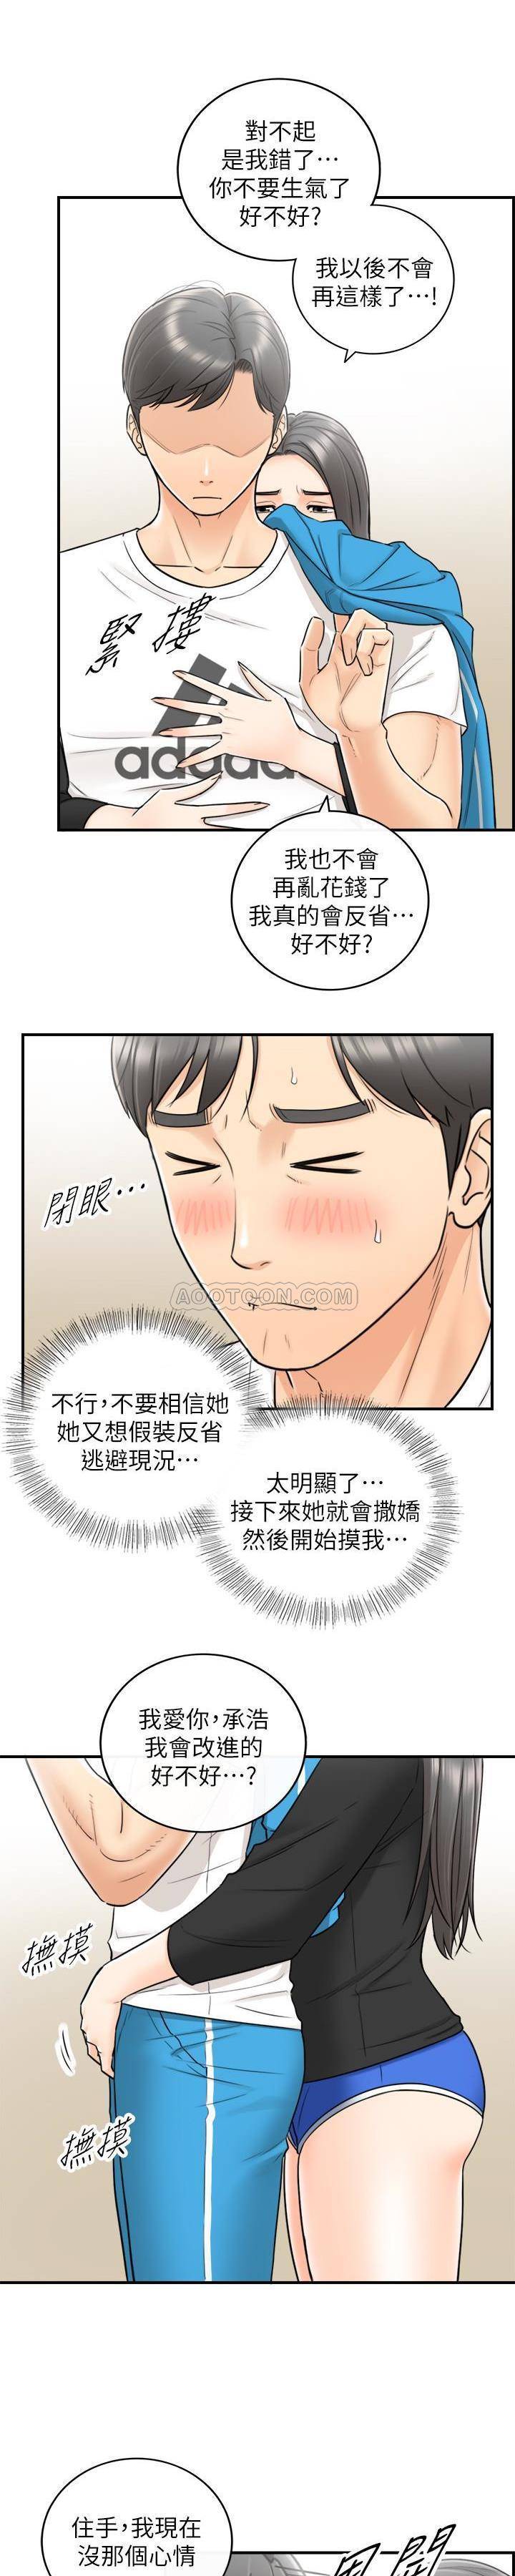 對不起
是我錯了…
你不要生氣了
好不好?
我以後不會
再這樣了…!
緊摟
adada
我也不會
再亂花錢了
我真的會反省…
好不好?
閉眼…
AOOTOON.COM
不行,不要相信她
她又想假裝反省
逃避現況…
太明顯了…
接下來她就會撒嬌
然後開始摸我…
我愛你,承浩
我會改進的
好不好…?
撫摸
撫摸
住手,我現在
沒那個心情